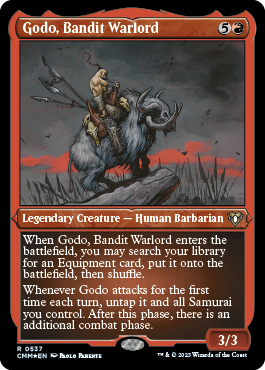 Godo, Bandit Warlord 5
Legendary Creature — Human Barbarian
When Godo, Bandit Warlord enters the
battlefield, you may search your library
for an Equipment card, put it onto the
battlefield, then shuffle.
Whenever Godo attacks for the first
time each turn, untap it and all Samurai
you control. After this phase, there is an
additional combat phase.
3/3
R 0537
CMM★EN Paolo Parente
™ & © 2023 Wizards of the Coast